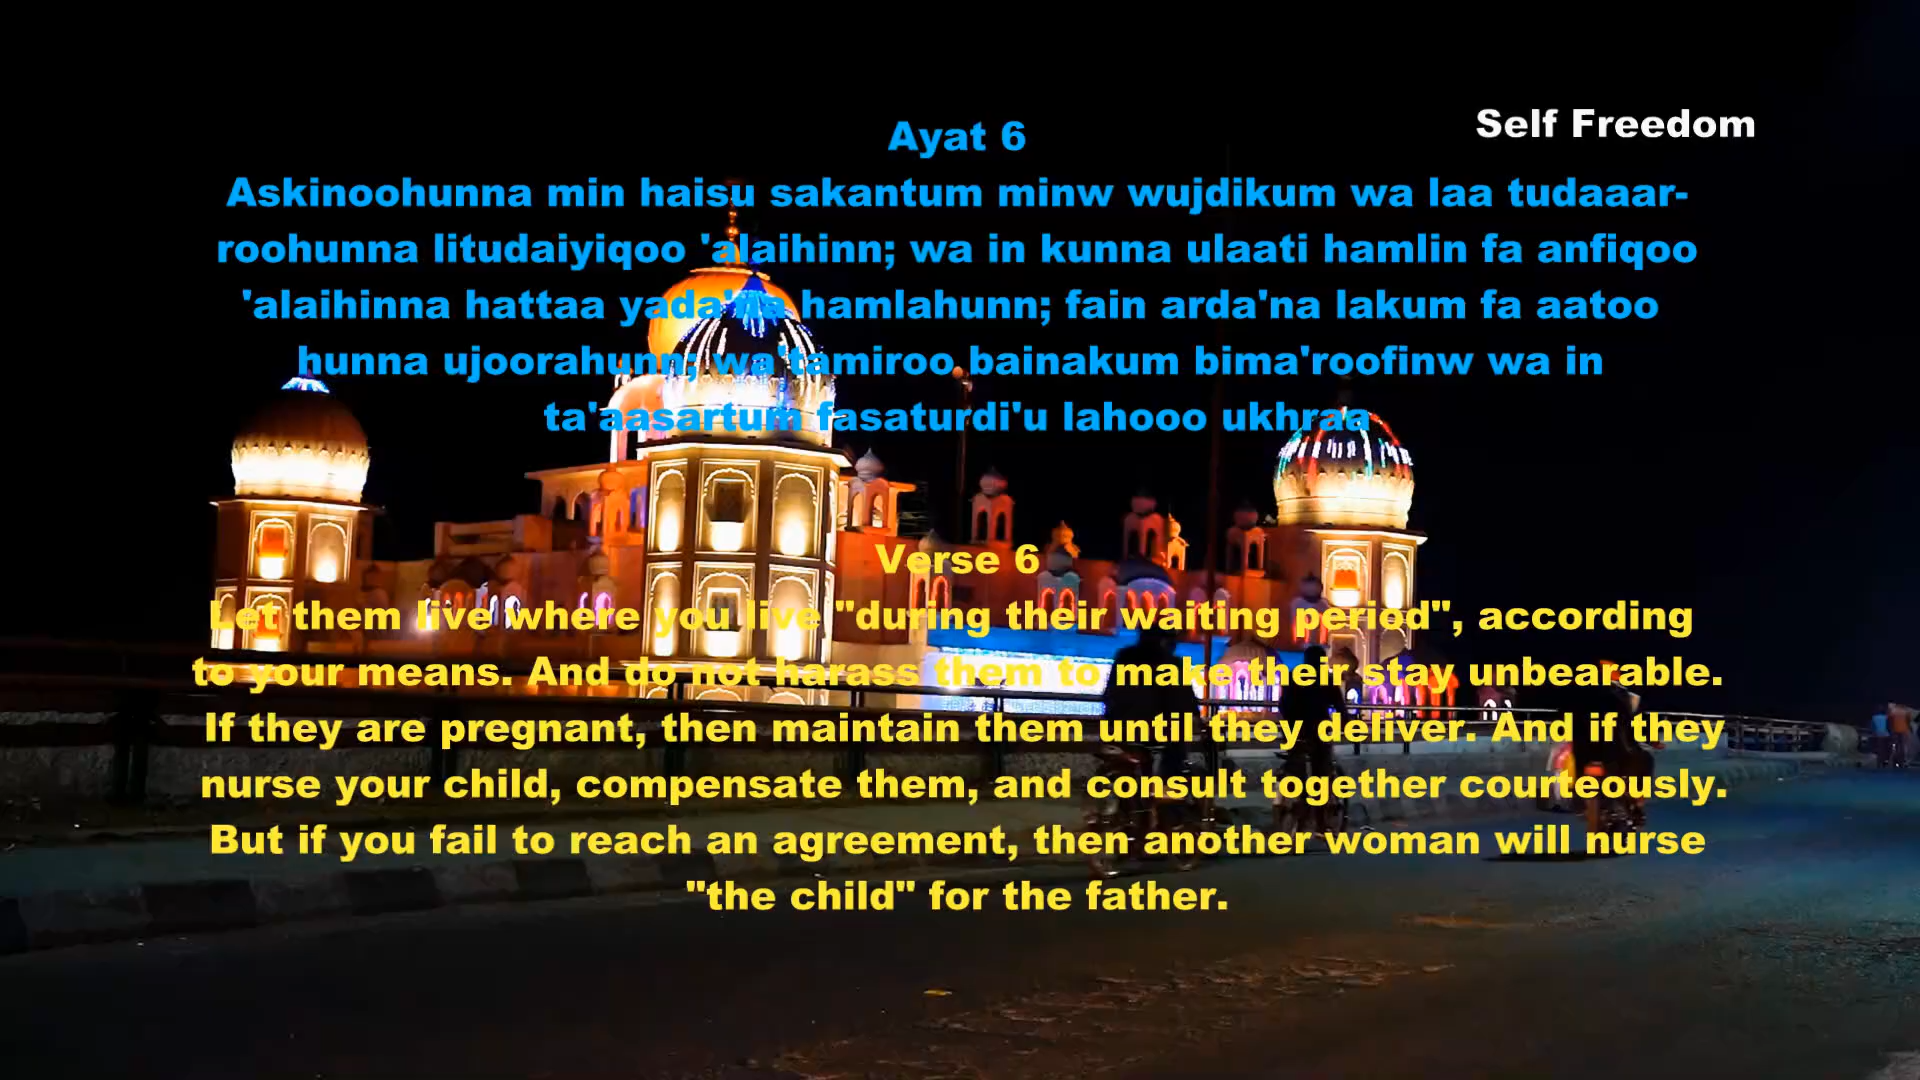 Self Freedom
Ayat 6
Askinoohunna min haisu sakantum minw wujdikum wa laa tudaaar-
roohunna litudaiyiqoo 'alaihinn; wa in kunna ulaati hamlin fa anfiqoo
'alaihinna hattaa yada'na hamlahunn; fain arda'na lakum fa aatoo
hunna ujoorahunn; wa'tamiroo bainakum bima'roofinw wa in
ta'aasartum fasaturdi'u lahooo ukhraa
Verse 6
Let them live where you live "during their waiting period", according
to your means. And do not harass them to make their stay unbearable.
If they are pregnant, then maintain them until they deliver. And if they
nurse your child, compensate them, and consult together courteously.
But if you fail to reach an agreement, then another woman will nurse
"the child" for the father.